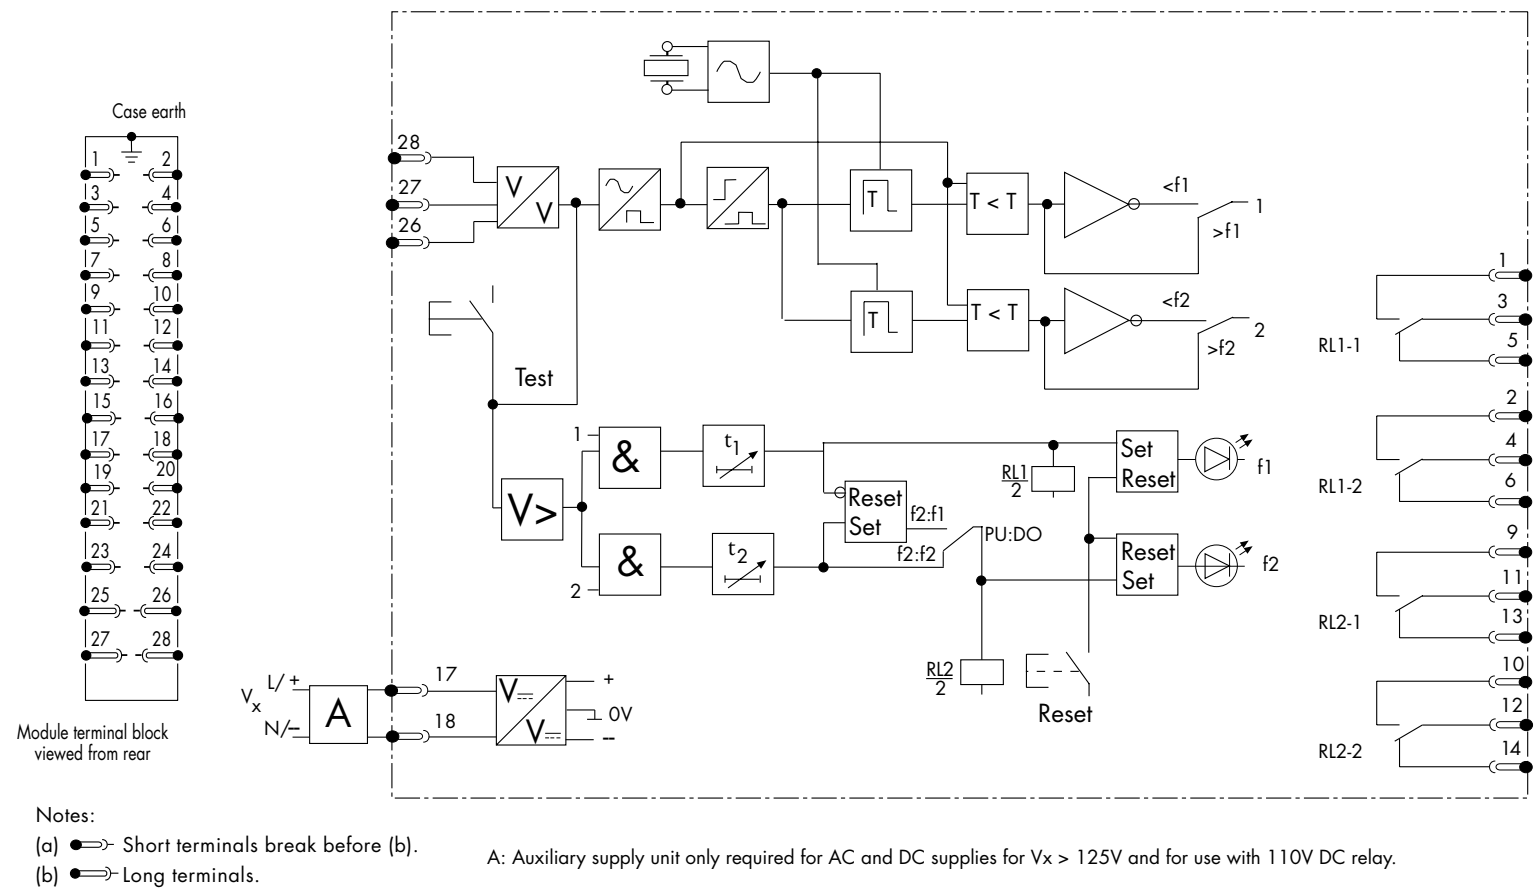 Case earth
1 2
3 4
5 6
7 8
9 10
11 12
13 14
15 16
17 18
19 20
21 22
23 24
25 26
27 28
Module terminal block
viewed from rear
28
27
26
V
V
T
T < T
<f1
>f1
1
T
T < T
<f2
>f2
2
Test
V>
1
&
t1
2
&
t2
Reset
Set
f2:f1
f2:f2
PU:DO
RL1
2
Set
Reset
f1
Reset
Set
f2
RL2
2
Reset
Vx
L/ +
N/--
A
17
18
V
V
+
0V
--
RL1-1
1
3
5
RL1-2
2
4
6
RL2-1
9
11
13
RL2-2
10
12
14
Notes:
(a) Short terminals break before (b).
(b) Long terminals.
A: Auxiliary supply unit only required for AC and DC supplies for Vx > 125V and for use with 110V DC relay.